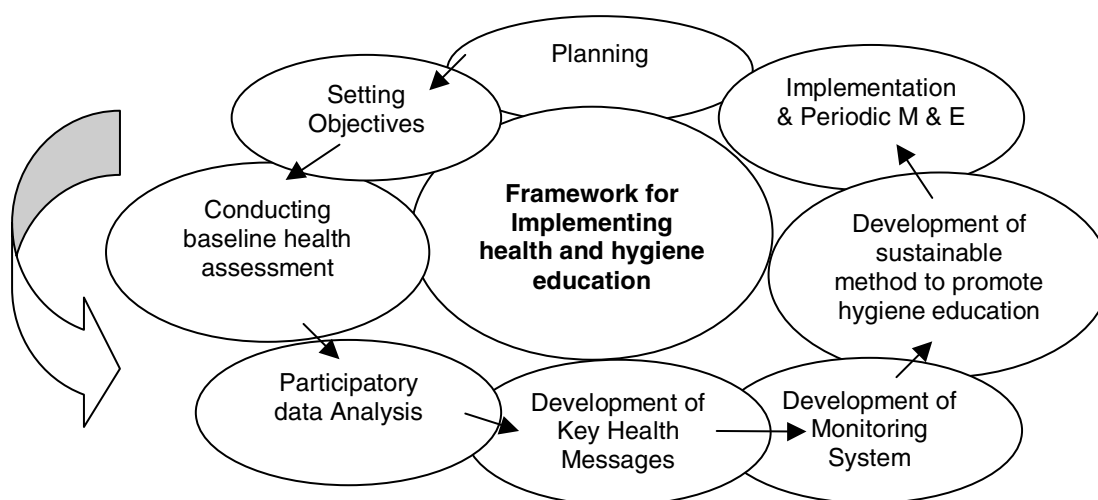 Planning
Setting
Objectives
Conducting
baseline health
assessment
Participatory
data Analysis
Development of
Key Health
Messages
Development of
Monitoring
System
Development of
sustainable
method to promote
hygiene education
Implementation
& Periodic M & E
Framework for
Implementing
health and hygiene
education